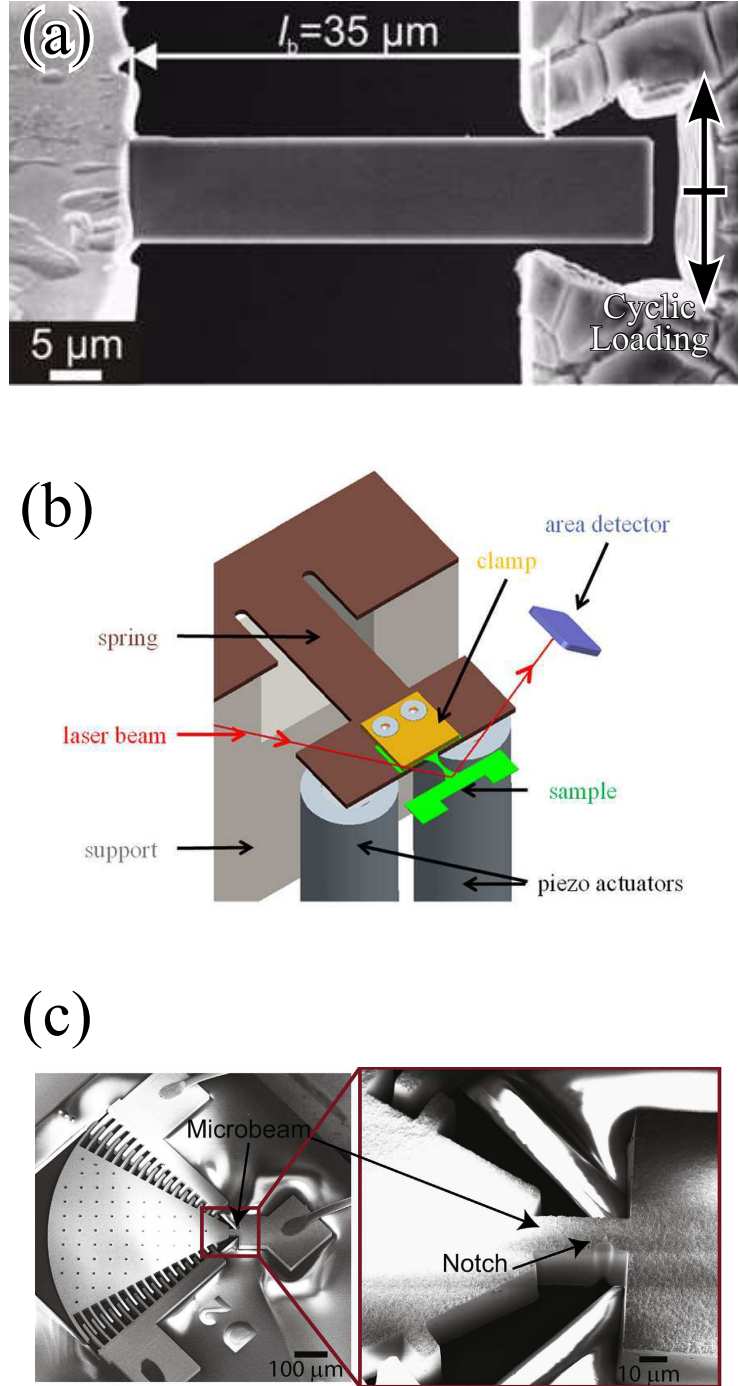 (a)
l_b=35 µm
Cyclic
Loading
5 µm
(b)
area detector
clamp
spring
laser beam
sample
support
piezo actuators
(c)
Microbeam
Notch
100 µm
10 µm